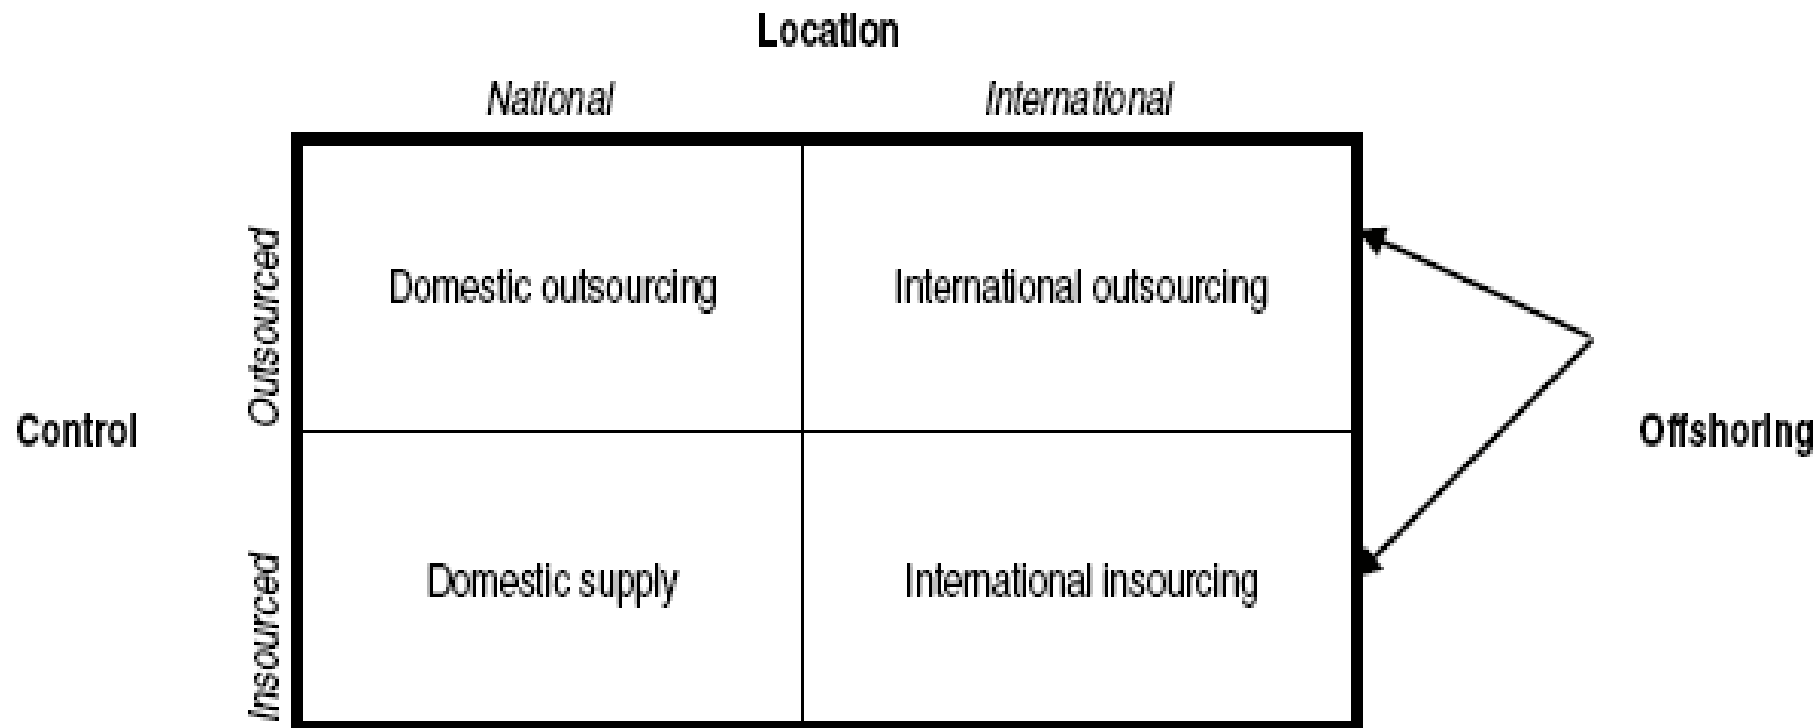 Location
National International
Outsourced
Domestic outsourcing International outsourcing
Control
Offshoring
Insourced
Domestic supply International insourcing